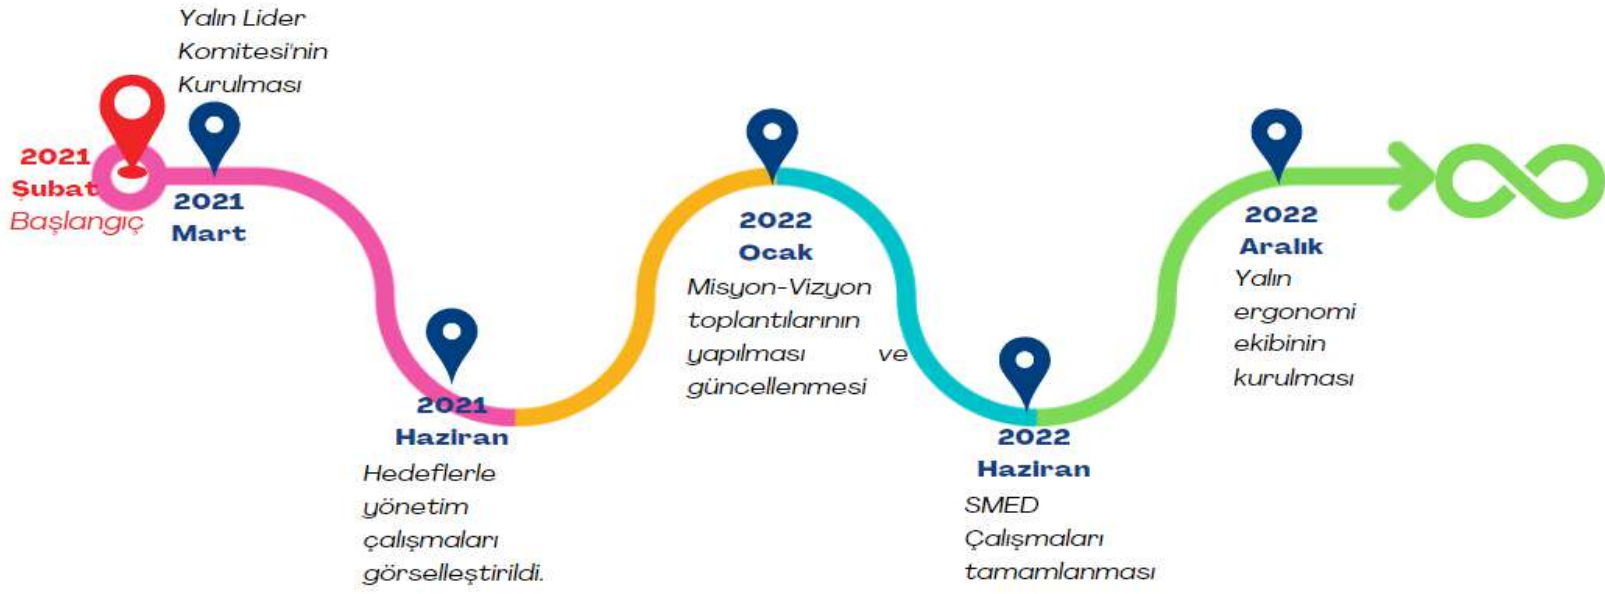 2021
Şubat
Başlangıç
Yalın Lider
Komitesi'nin
Kurulması
2021
Mart
2021
Haziran
Hedeflerle
yönetim
çalışmaları
görselleştirildi.
2022
Ocak
Misyon-Vizyon
toplantılarının
yapılması ve
güncellenmesi
2022
Haziran
SMED
Çalışmaları
tamamlanması
2022
Aralık
Yalın
ergonomi
ekibinin
kurulması